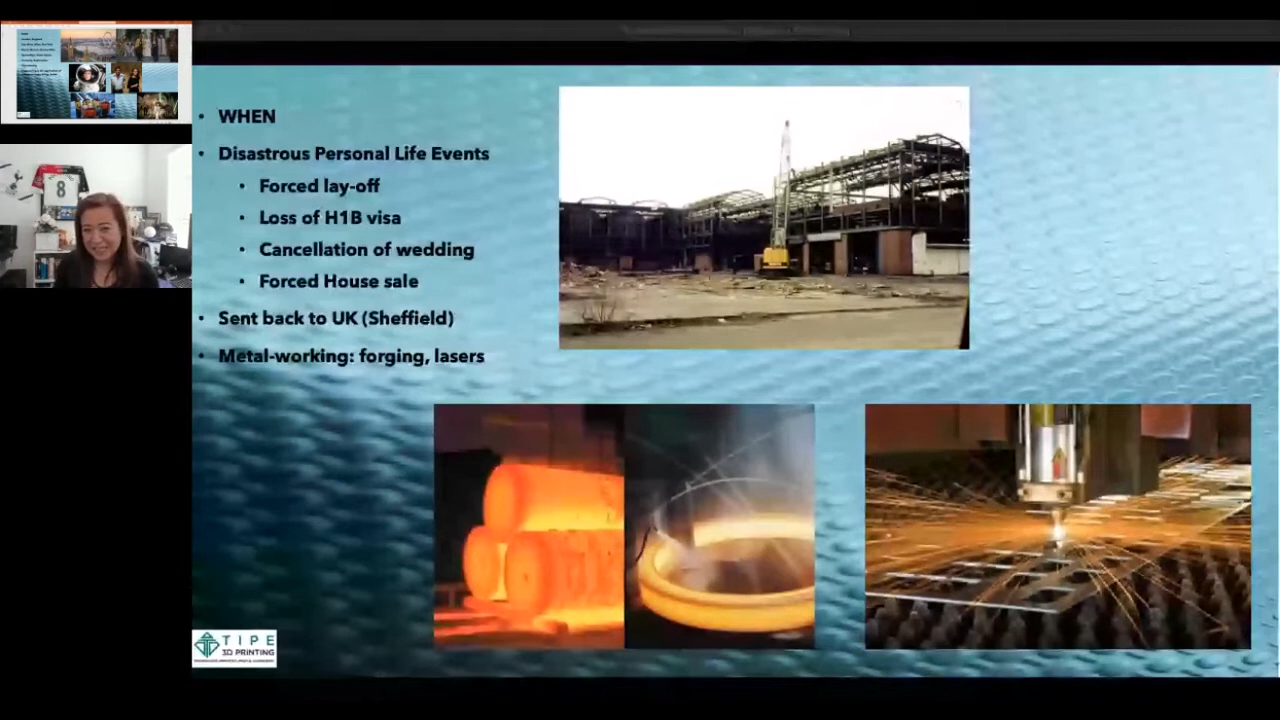 WHEN
Disastrous Personal Life Events
Forced lay-off
Loss of H1B visa
Cancellation of wedding
Forced House sale
Sent back to UK (Sheffield)
Metal-working: forging, lasers
8
TIPE
3D PRINTING